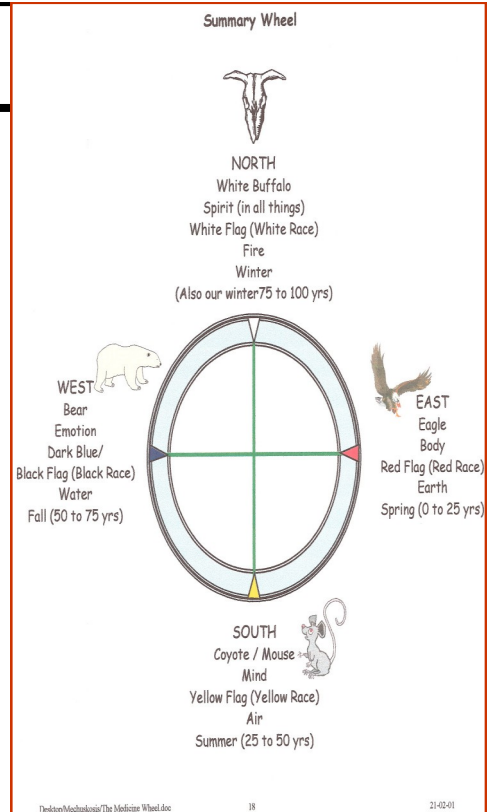 Summary Wheel
NORTH
White Buffalo
Spirit (in all things)
White Flag (White Race)
Fire
Winter
(Also our winter75 to 100 yrs)
WEST
Bear
Emotion
Dark Blue/
Black Flag (Black Race)
Water
Fall (50 to 75 yrs)
EAST
Eagle
Body
Red Flag (Red Race)
Earth
Spring (0 to 25 yrs)
SOUTH
Coyote / Mouse
Mind
Yellow Flag (Yellow Race)
Air
Summer (25 to 50 yrs)
Desktop/Mechuskosis/The Medicine Wheel.doc 18 21-02-01